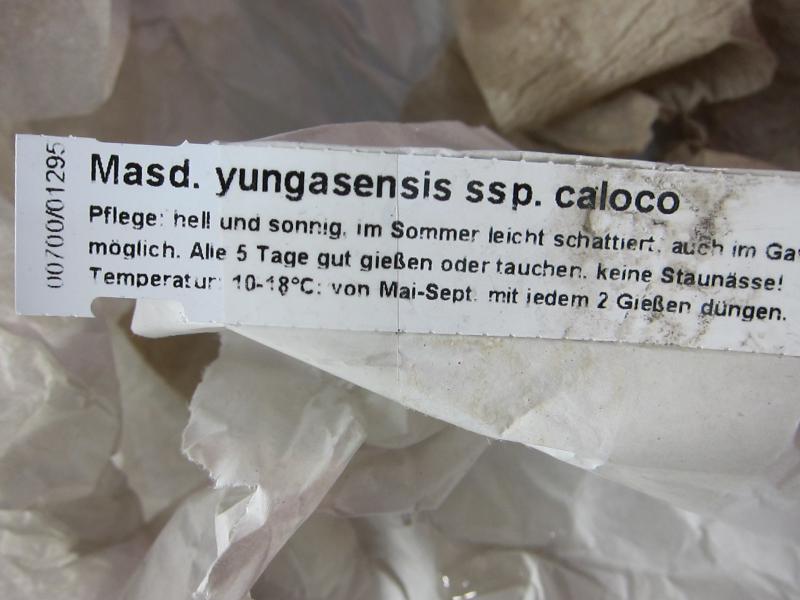 00700/01295
Masd. yungasensis ssp. caloco
Pflege: hell und sonnig, im Sommer leicht schattiert, auch im
möglich. Alle 5 Tage gut gießen oder tauchen, keine Staunässe!
Temperatur: 10-18°C; von Mai-Sept. mit jedem 2 Gießen düngen.